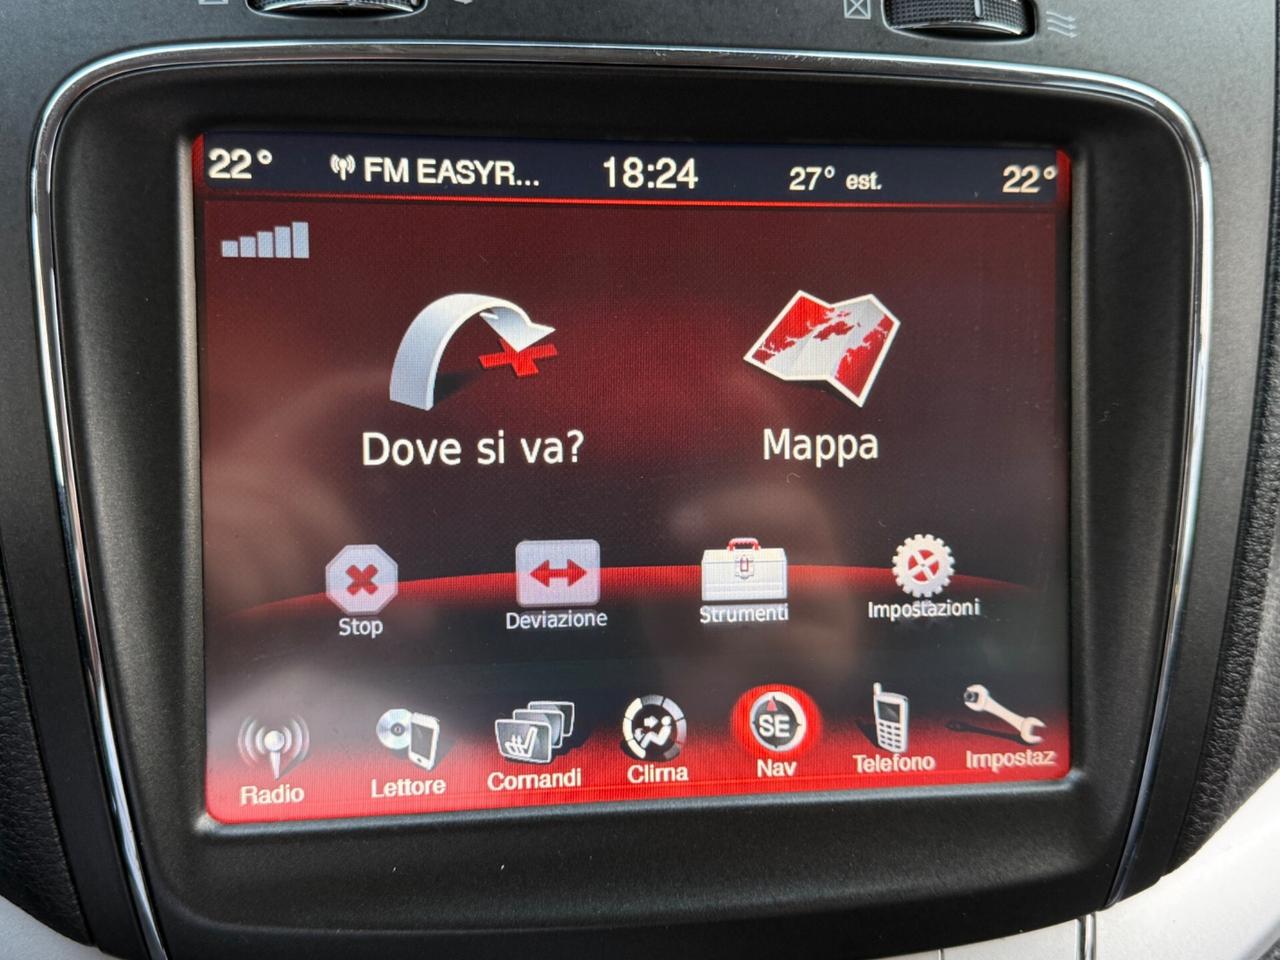 22° FM EASYR... 18:24 27° est. 22°
Dove si va? Mappa
Stop Deviazione Strumenti Impostazioni
SE
Radio Lettore Comandi Clima Nav Telefono Impostaz